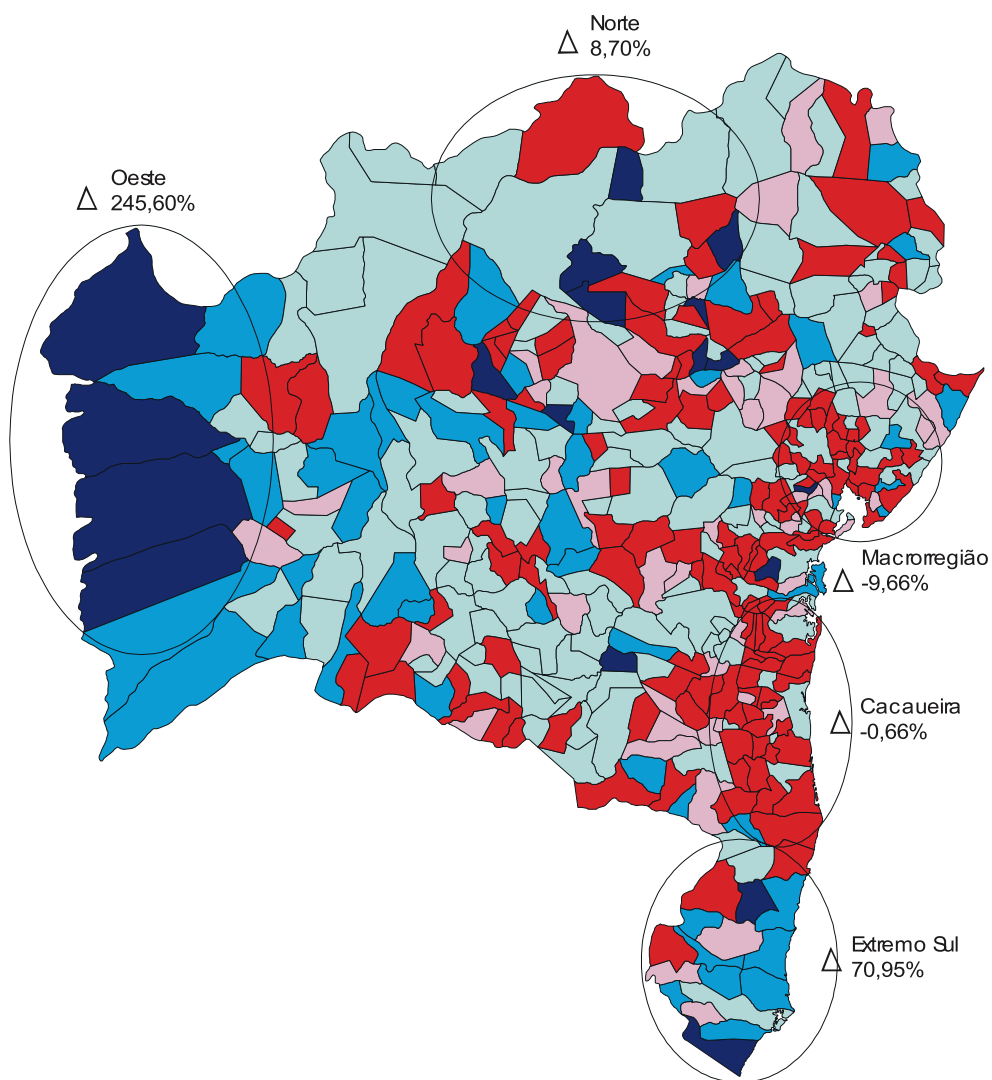 Norte
Δ 8,70%
Oeste
Δ 245,60%
Macrorregião
Δ -9,66%
Cacaueira
Δ -0,66%
Extremo Sul
Δ 70,95%